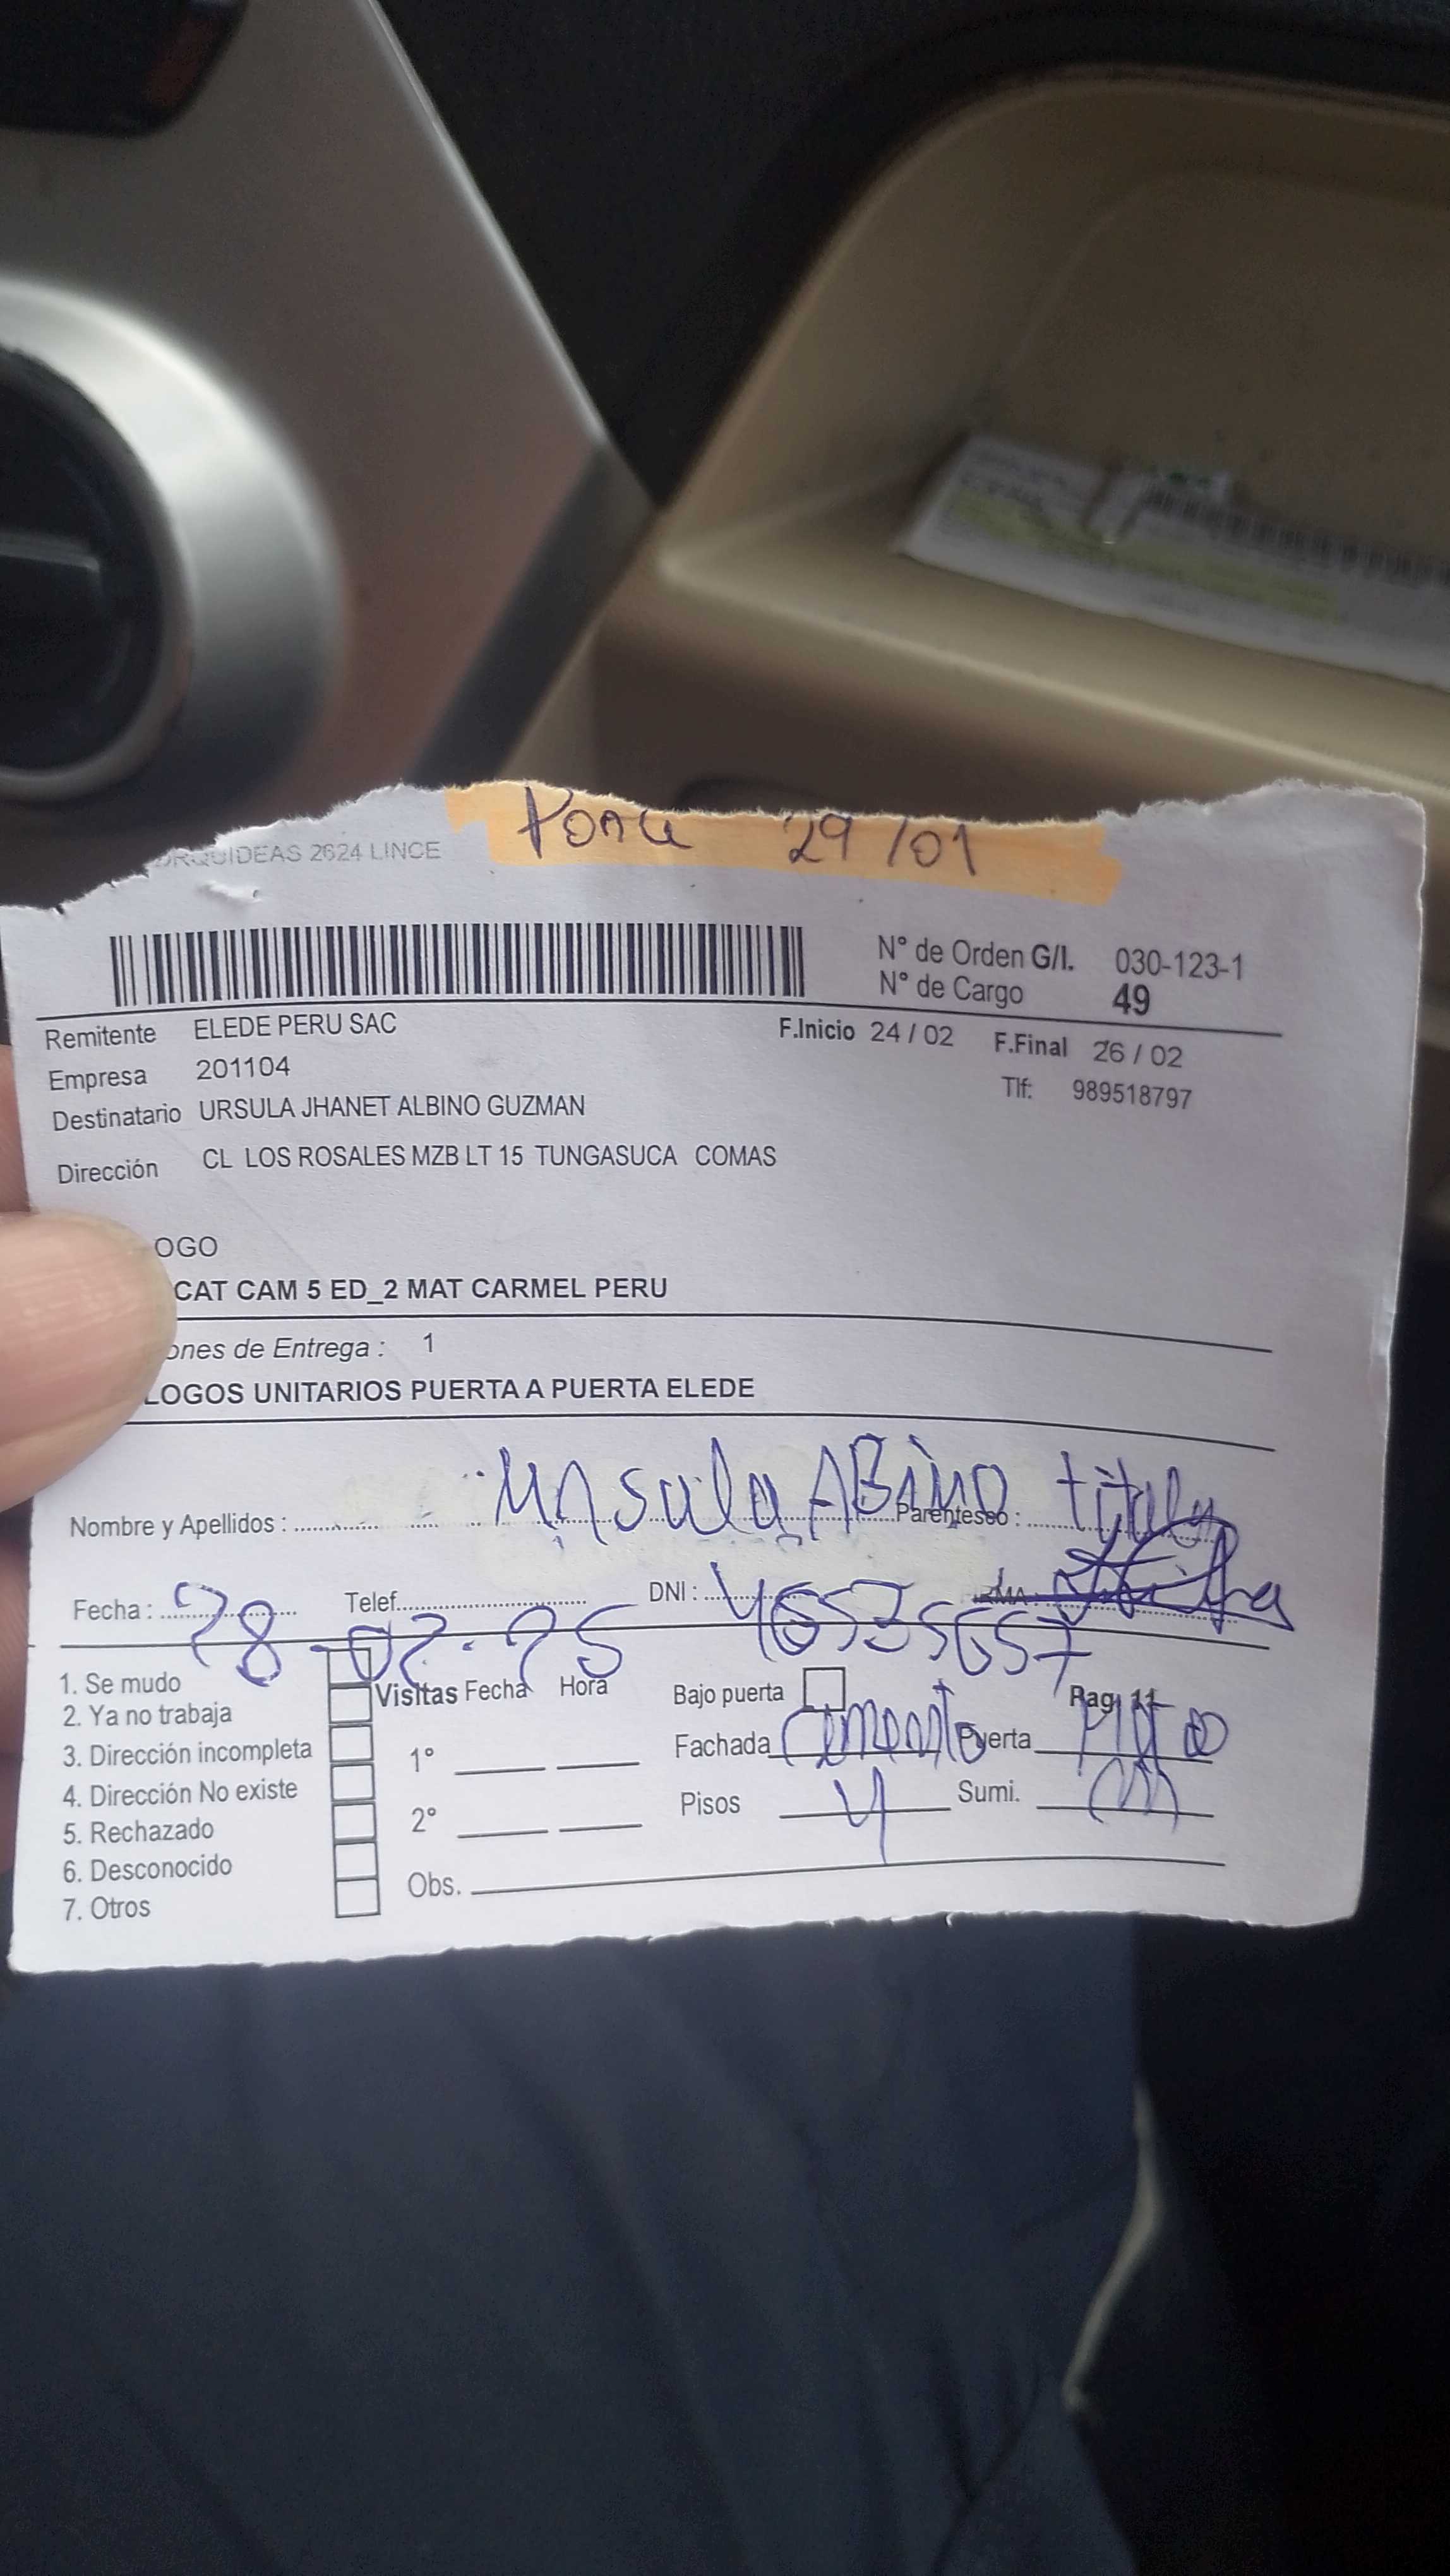 ORQUIDEAS 2624 LINCE
29/01
N° de Orden G/I. 030-123-1
N° de Cargo 49
Remitente ELEDE PERU SAC
F.Inicio 24 / 02 F.Final 26 / 02
Empresa 201104
Tlf: 989518797
Destinatario URSULA JHANET ALBINO GUZMAN
Dirección CL LOS ROSALES MZB LT 15 TUNGASUCA COMAS
OGO
CAT CAM 5 ED_2 MAT CARMEL PERU
ones de Entrega : 1
LOGOS UNITARIOS PUERTA A PUERTA ELEDE
Nombre y Apellidos : Ursula ABino Parentesco :
Fecha : 28-02-25 Telef. DNI :
1. Se mudo
2. Ya no trabaja
3. Dirección incompleta
4. Dirección No existe
5. Rechazado
6. Desconocido
7. Otros
Visitas Fecha Hora
1°
2°
Obs.
Bajo puerta Pag 11
Fachada Cemento Puerta
Pisos 4 Sumi.